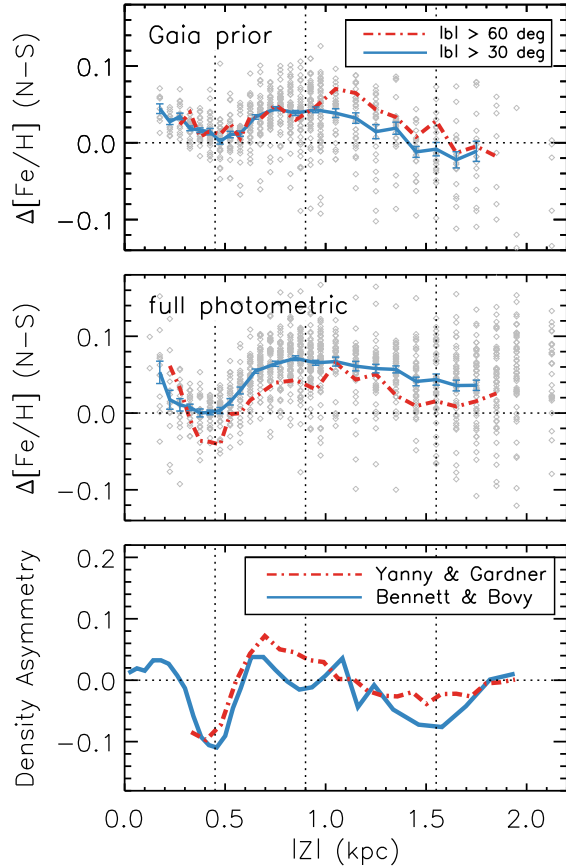 Gaia prior
|b| > 60 deg
|b| > 30 deg
Δ[Fe/H] (N−S)
0.1
0.0
−0.1
full photometric
Δ[Fe/H] (N−S)
0.1
0.0
−0.1
Yanny & Gardner
Bennett & Bovy
Density Asymmetry
0.2
0.1
0.0
−0.1
0.0 0.5 1.0 1.5 2.0
|Z| (kpc)